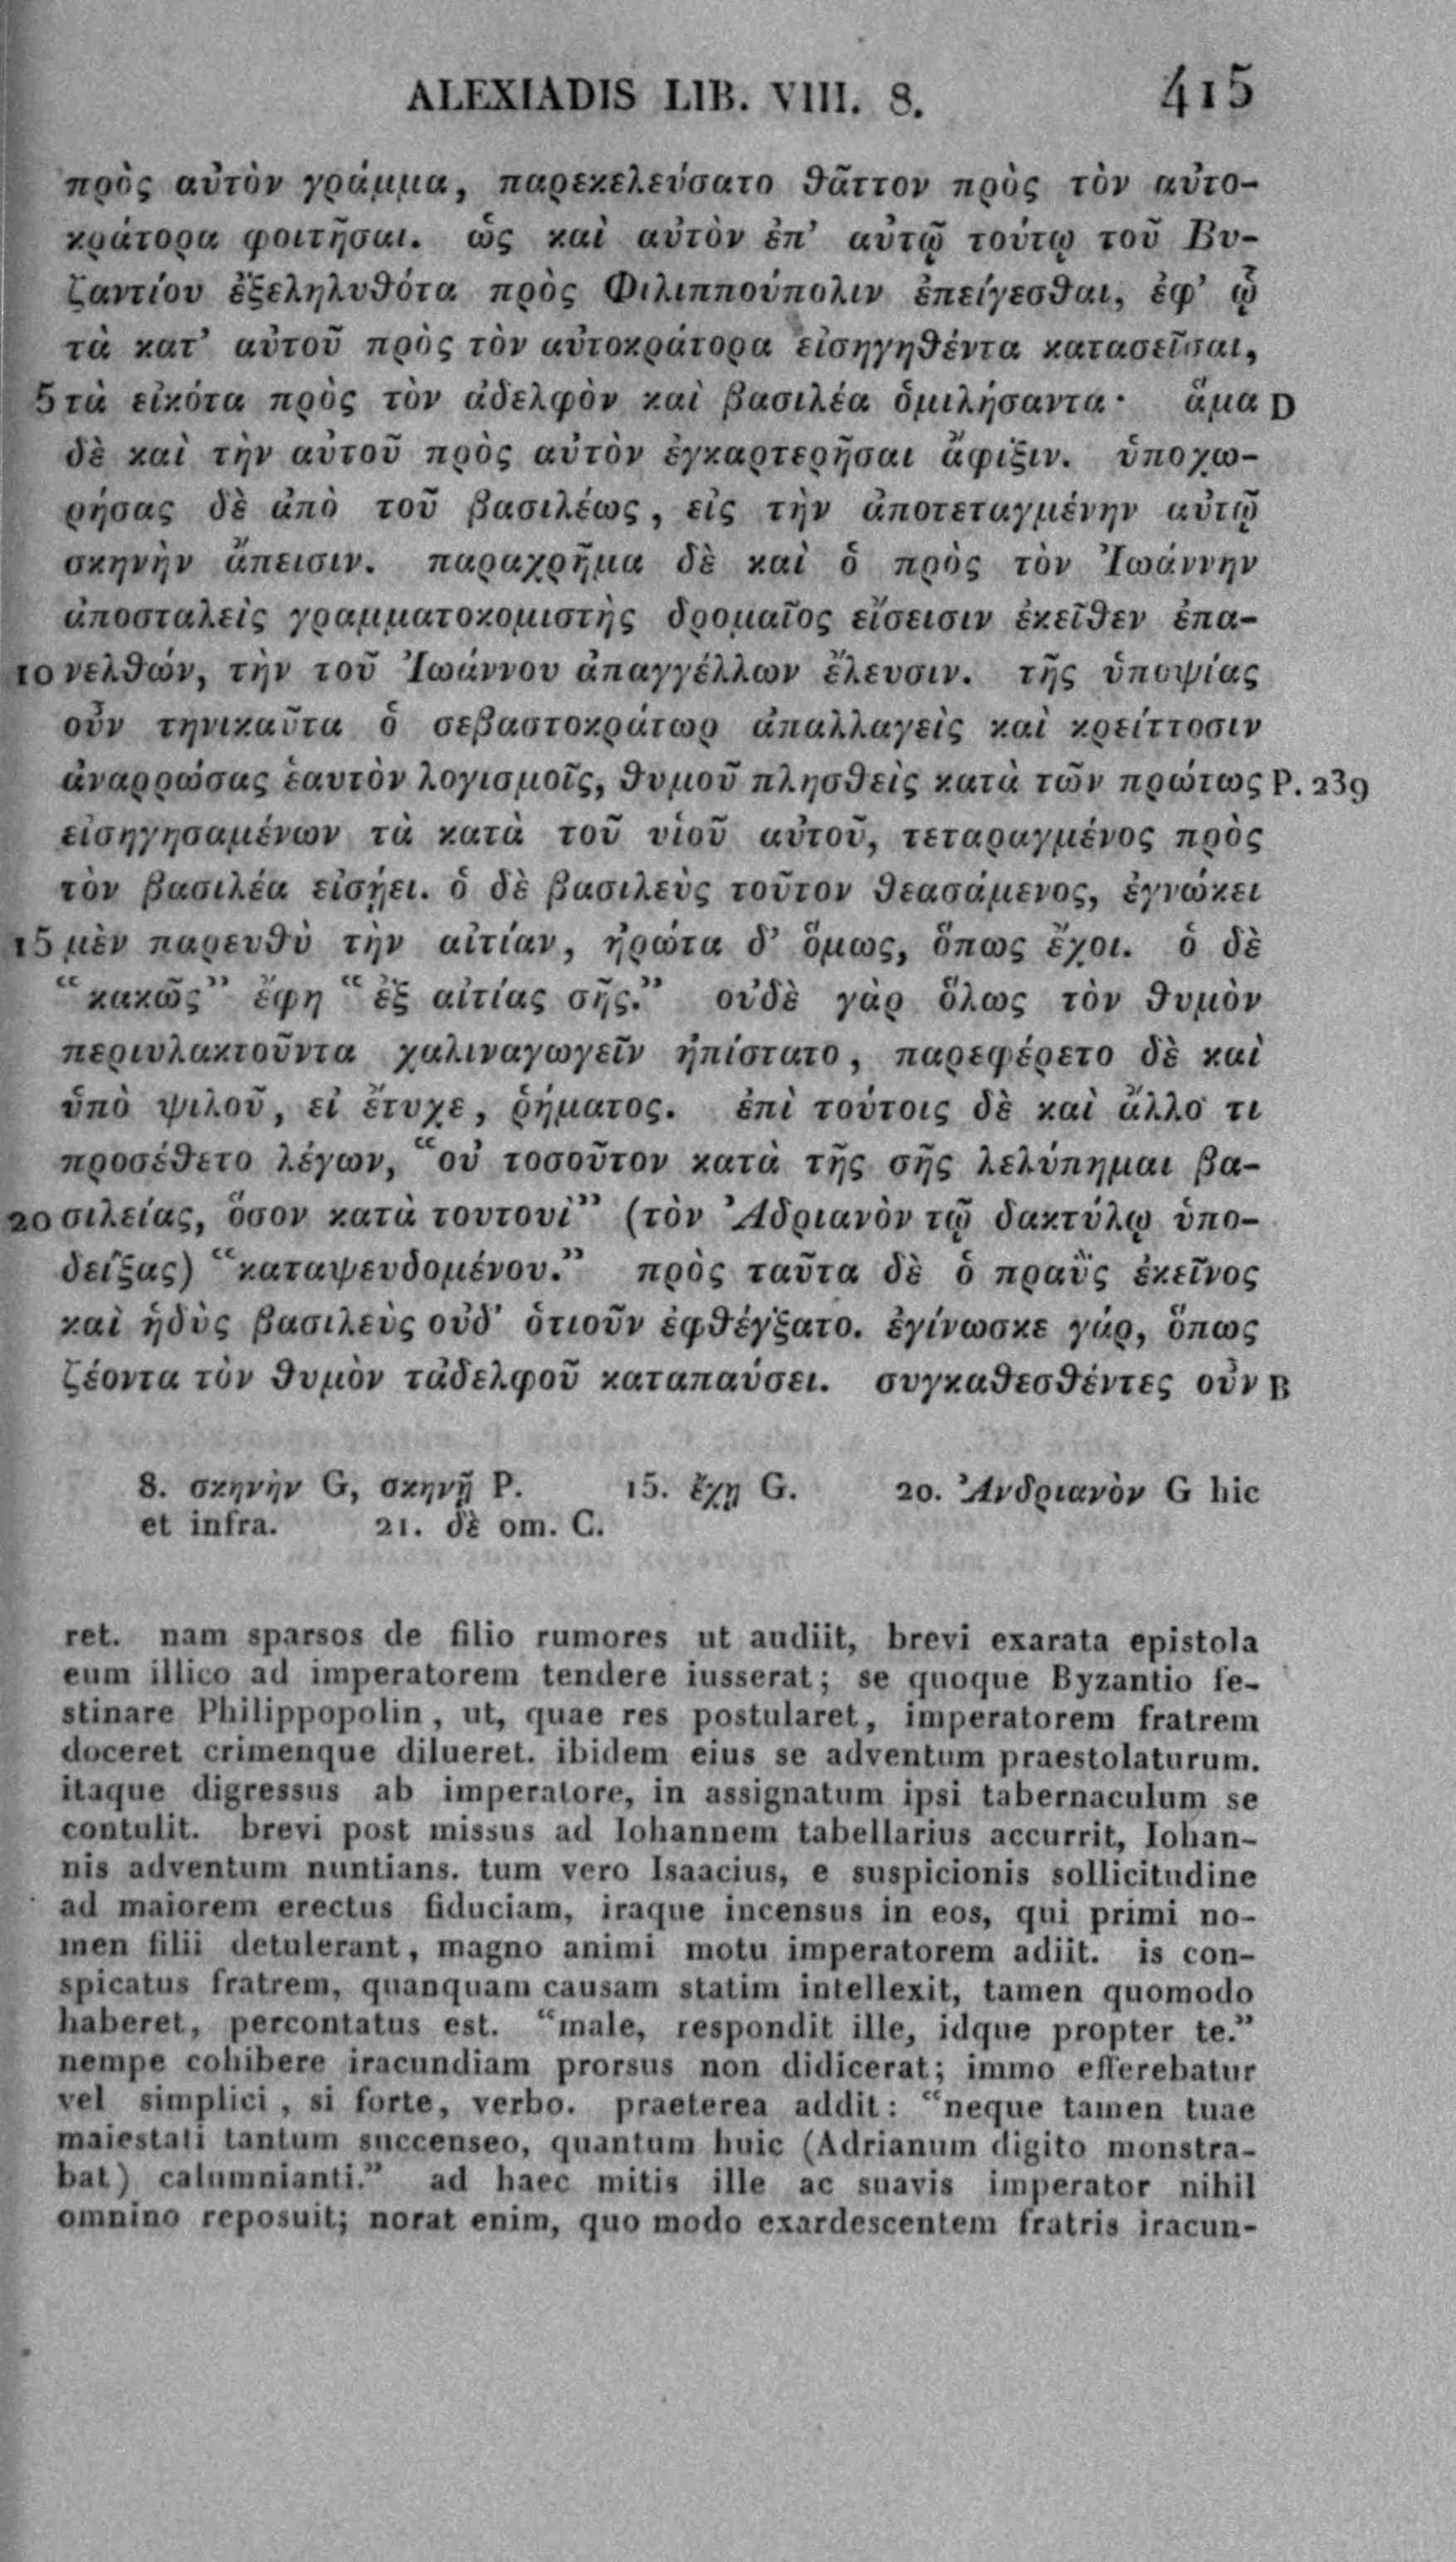 ALEXIADIS LIB. VIII. 8. 415
πρὸς αὐτὸν γράμμα, παρεκελεύσατο θᾶττον πρὸς τὸν αὐτο-
κράτορα φοιτῆσαι. ὡς καὶ αὐτὸν ἐπ’ αὐτῷ τούτῳ τοῦ Βυ-
ζαντίου ἐξεληλυθότα πρὸς Φιλιππούπολιν ἐπείγεσθαι, ἐφ’ ᾧ
τὰ κατ’ αὐτοῦ πρὸς τὸν αὐτοκράτορα εἰσηγηθέντα κατασεῖσαι,
5 τὰ εἰκότα πρὸς τὸν ἀδελφὸν καὶ βασιλέα ὁμιλήσαντα· ἅμα D
δὲ καὶ τὴν αὐτοῦ πρὸς αὐτὸν ἐγκαρτερῆσαι ἄφιξιν. ὑποχω-
ρήσας δὲ ἀπὸ τοῦ βασιλέως, εἰς τὴν ἀποτεταγμένην αὐτῷ
σκηνὴν ἄπεισιν. παραχρῆμα δὲ καὶ ὁ πρὸς τὸν Ἰωάννην
ἀποσταλεὶς γραμματοκομιστὴς δρομαῖος εἴσεισιν ἐκεῖθεν ἐπα-
10 νελθών, τὴν τοῦ Ἰωάννου ἀπαγγέλλων ἔλευσιν. τῆς ὑποψίας
οὖν τηνικαῦτα ὁ σεβαστοκράτωρ ἀπαλλαγεὶς καὶ κρείττοσιν
ἀναρρώσας ἑαυτὸν λογισμοῖς, θυμοῦ πλησθεὶς κατὰ τῶν πρώτως P. 239
εἰσηγησαμένων τὰ κατὰ τοῦ υἱοῦ αὐτοῦ, τεταραγμένος πρὸς
τὸν βασιλέα εἰσῄει. ὁ δὲ βασιλεὺς τοῦτον θεασάμενος, ἐγνώκει
15 μὲν παρευθὺ τὴν αἰτίαν, ἠρώτα δ’ ὅμως, ὅπως ἔχοι. ὁ δὲ
“κακῶς” ἔφη “ἐξ αἰτίας σῆς.” οὐδὲ γὰρ ὅλως τὸν θυμὸν
περιυλακτοῦντα χαλιναγωγεῖν ἠπίστατο, παρεφέρετο δὲ καὶ
ὑπὸ ψιλοῦ, εἰ ἔτυχε, ῥήματος. ἐπὶ τούτοις δὲ καὶ ἄλλο τι
προσέθετο λέγων, “οὐ τοσοῦτον κατὰ τῆς σῆς λελύπημαι βα-
20 σιλείας, ὅσον κατὰ τουτουὶ” (τὸν Ἀδριανὸν τῷ δακτύλῳ ὑπο-
δείξας) “καταψευδομένου.” πρὸς ταῦτα δὲ ὁ πραῢς ἐκεῖνος
καὶ ἡδὺς βασιλεὺς οὐδ’ ὁτιοῦν ἐφθέγξατο. ἐγίνωσκε γάρ, ὅπως
ζέοντα τὸν θυμὸν τἀδελφοῦ καταπαύσει. συγκαθεσθέντες οὖν B
8. σκηνὴν G, σκηνῇ P. 15. ἔχῃ G. 20. Ἀνδριανὸν G hic
et infra. 21. δὲ om. C.
ret. nam sparsos de filio rumores ut audiit, brevi exarata epistola
eum illico ad imperatorem tendere iusserat; se quoque Byzantio fe-
stinare Philippopolin, ut, quae res postularet, imperatorem fratrem
doceret crimenque dilueret. ibidem eius se adventum praestolaturum.
itaque digressus ab imperatore, in assignatum ipsi tabernaculum se
contulit. brevi post missus ad Iohannem tabellarius accurrit, Iohan-
nis adventum nuntians. tum vero Isaacius, e suspicionis sollicitudine
ad maiorem erectus fiduciam, iraque incensus in eos, qui primi no-
men filii detulerant, magno animi motu imperatorem adiit. is con-
spicatus fratrem, quanquam causam statim intellexit, tamen quomodo
haberet, percontatus est. “male, respondit ille, idque propter te.”
nempe cohibere iracundiam prorsus non didicerat; immo efferebatur
vel simplici, si forte, verbo. praeterea addit: “neque tamen tuae
maiestati tantum succenseo, quantum huic (Adrianum digito monstra-
bat) calumnianti.” ad haec mitis ille ac suavis imperator nihil
omnino reposuit; norat enim, quo modo exardescentem fratris iracun-